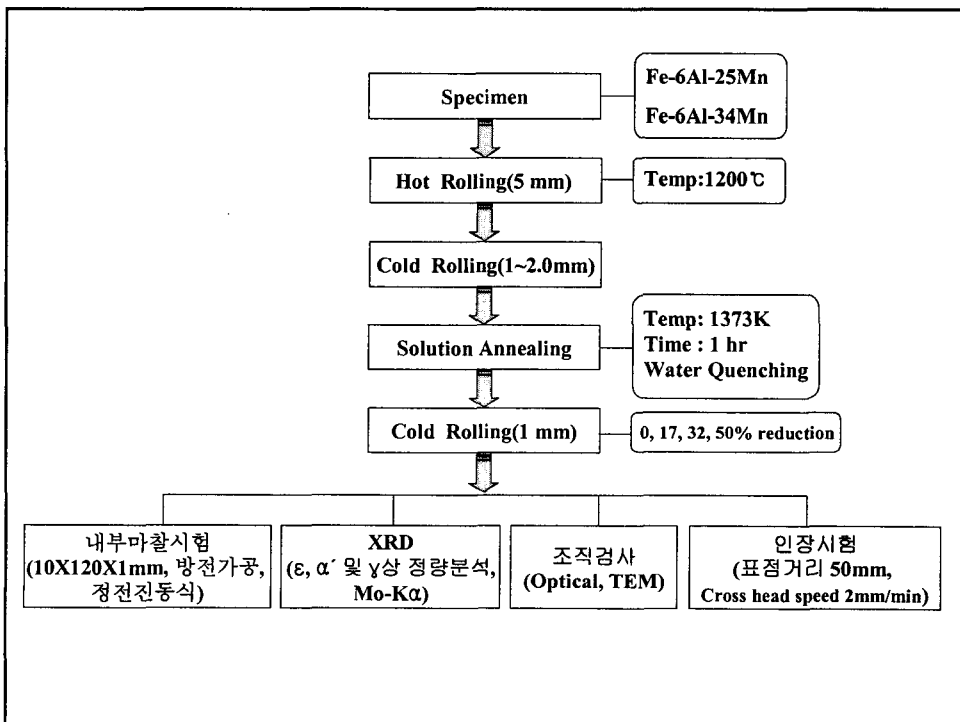 Specimen
Fe-6Al-25Mn
Fe-6Al-34Mn
Hot Rolling(5 mm)
Temp:1200℃
Cold Rolling(1~2.0mm)
Solution Annealing
Temp: 1373K
Time : 1 hr
Water Quenching
Cold Rolling(1 mm)
0, 17, 32, 50% reduction
내부마찰시험
(10X120X1mm, 방전가공,
정전진동식)
XRD
(ε, α´ 및 γ상 정량분석,
Mo-Kα)
조직검사
(Optical, TEM)
인장시험
(표점거리 50mm,
Cross head speed 2mm/min)